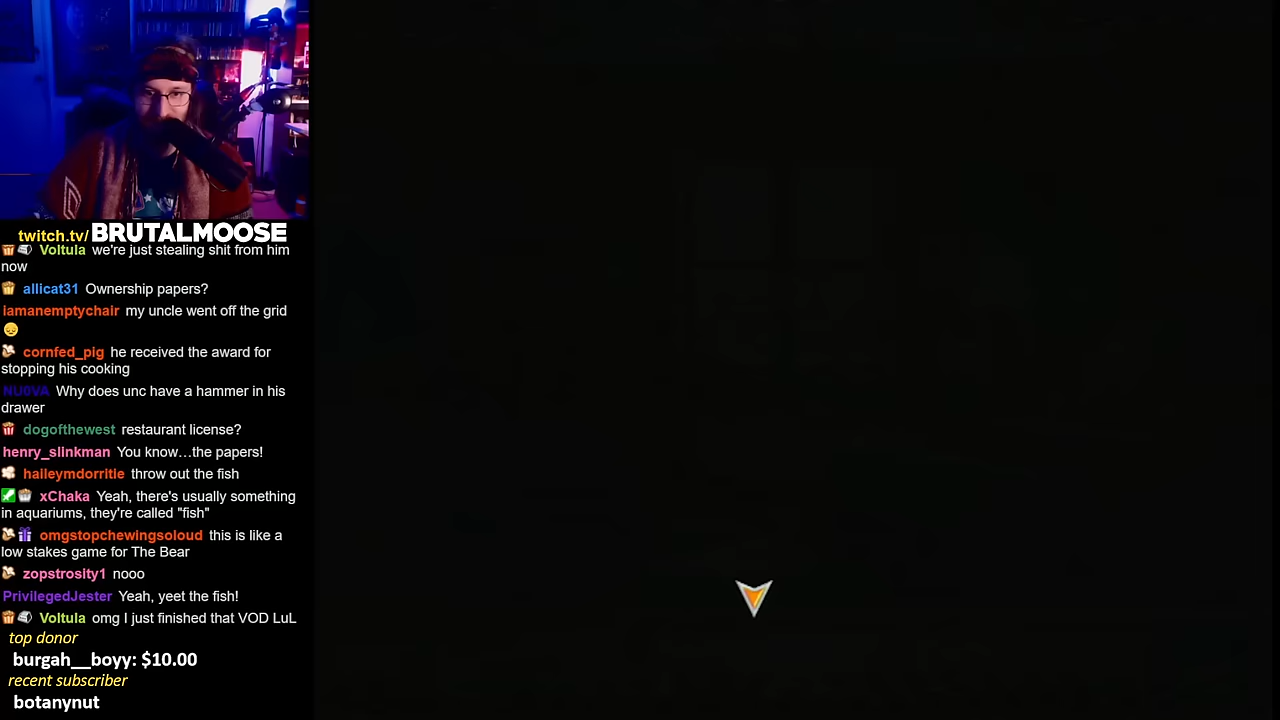 twitch.tv/BRUTALMOOSE
Voltula we're just stealing shit from him
now
allicat31 Ownership papers?
iamanemptychair my uncle went off the grid
cornfed_pig he received the award for
stopping his cooking
NU0VA Why does unc have a hammer in his
drawer
dogofthewest restaurant license?
henry_slinkman You know…the papers!
haileymdorritie throw out the fish
xChaka Yeah, there's usually something
in aquariums, they're called "fish"
omgstopchewingsoloud this is like a
low stakes game for The Bear
zopstrosity1 nooo
PrivilegedJester Yeah, yeet the fish!
Voltula omg I just finished that VOD LuL
top donor
burgah__boyy: $10.00
recent subscriber
botanynut